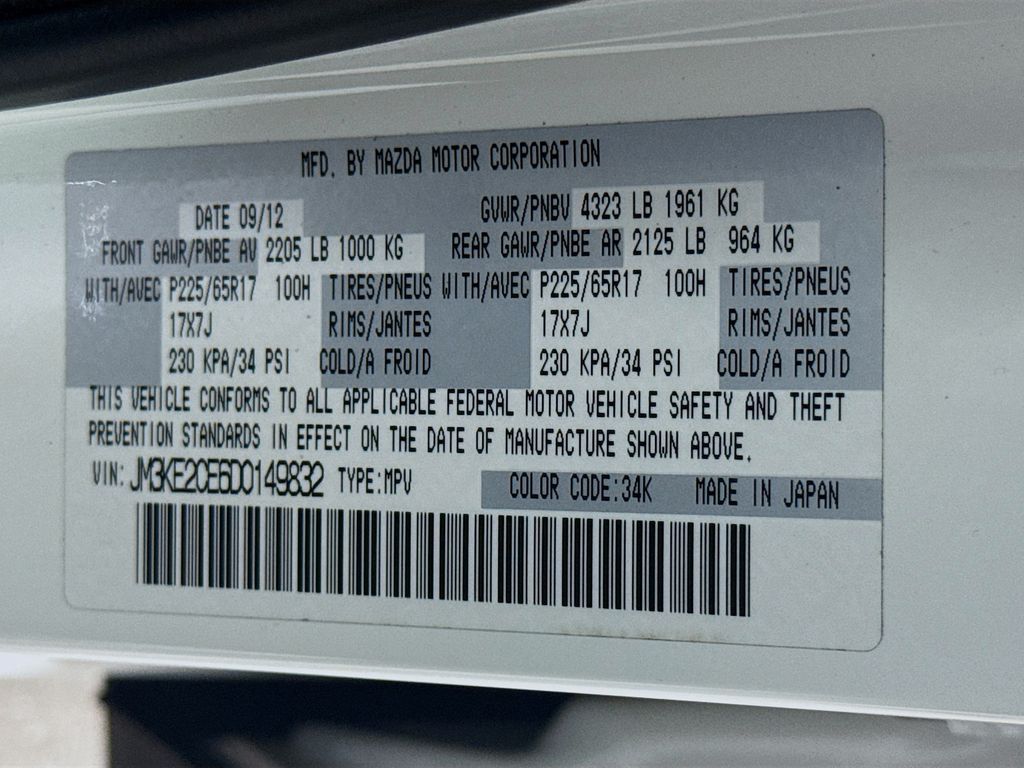 MFD. BY MAZDA MOTOR CORPORATION
DATE 09/12 GVWR/PNBV 4323 LB 1961 KG
FRONT GAWR/PNBE AV 2205 LB 1000 KG REAR GAWR/PNBE AR 2125 LB 964 KG
WITH/AVEC P225/65R17 100H TIRES/PNEUS WITH/AVEC P225/65R17 100H TIRES/PNEUS
17X7J RIMS/JANTES 17X7J RIMS/JANTES
230 KPA/34 PSI COLD/A FROID 230 KPA/34 PSI COLD/A FROID
THIS VEHICLE CONFORMS TO ALL APPLICABLE FEDERAL MOTOR VEHICLE SAFETY AND THEFT
PREVENTION STANDARDS IN EFFECT ON THE DATE OF MANUFACTURE SHOWN ABOVE.
VIN: JM3KE2CE6D0149832 TYPE:MPV COLOR CODE:34K MADE IN JAPAN